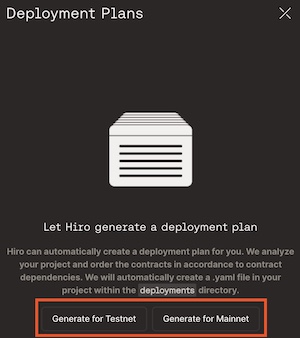 Deployment Plans
Let Hiro generate a deployment plan
Hiro can automatically create a deployment plan for you. We analyze
your project and order the contracts in accordance to contract
dependencies. We will automatically create a .yaml file in your
project within the deployments directory.
Generate for Testnet
Generate for Mainnet